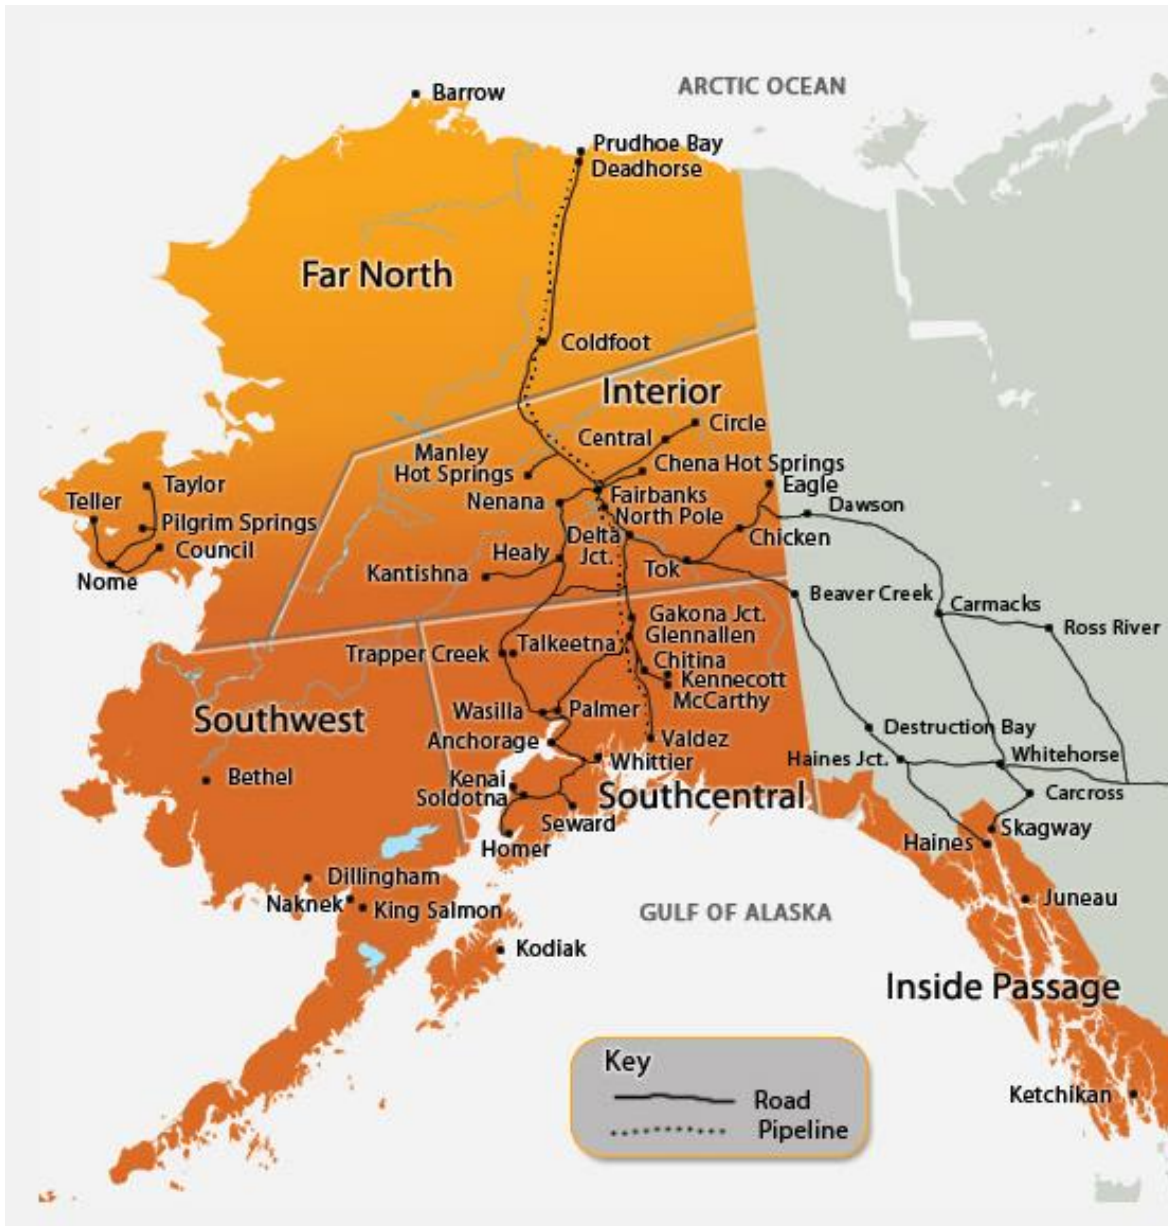 ARCTIC OCEAN
Barrow
Prudhoe Bay
Deadhorse
Far North
Coldfoot
Interior
Circle
Central
Manley
Hot Springs
Chena Hot Springs
Eagle
Taylor
Teller
Nenana
Fairbanks
North Pole
Dawson
Pilgrim Springs
Council
Delta
Jct.
Chicken
Healy
Nome
Kantishna
Tok
Beaver Creek
Carmacks
Gakona Jct.
Glennallen
Ross River
Trapper Creek
Talkeetna
Chitina
Kennecott
McCarthy
Southwest
Wasilla
Palmer
Destruction Bay
Anchorage
Valdez
Haines Jct.
Whitehorse
Whittier
Bethel
Kenai
Soldotna
Southcentral
Carcross
Seward
Skagway
Homer
Haines
Dillingham
Naknek
King Salmon
Juneau
GULF OF ALASKA
Kodiak
Inside Passage
Key
Road
Pipeline
Ketchikan